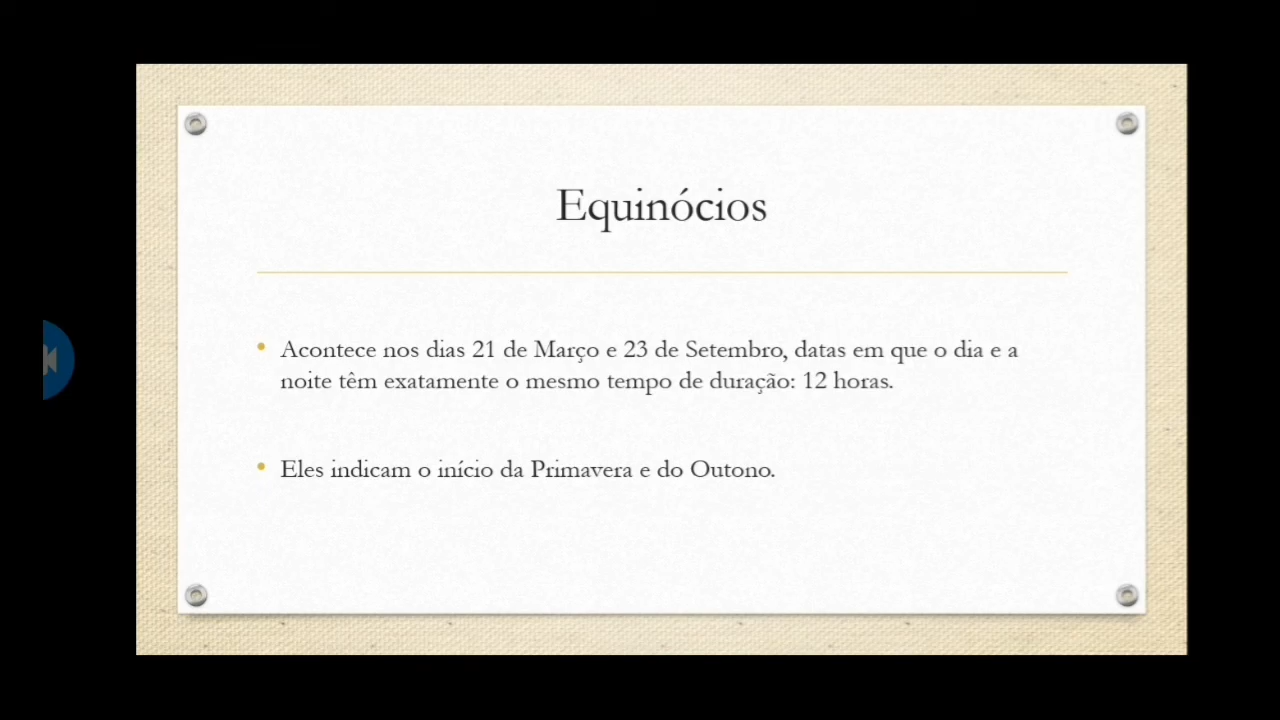 Equinócios
• Acontece nos dias 21 de Março e 23 de Setembro, datas em que o dia e a
noite têm exatamente o mesmo tempo de duração: 12 horas.
• Eles indicam o início da Primavera e do Outono.